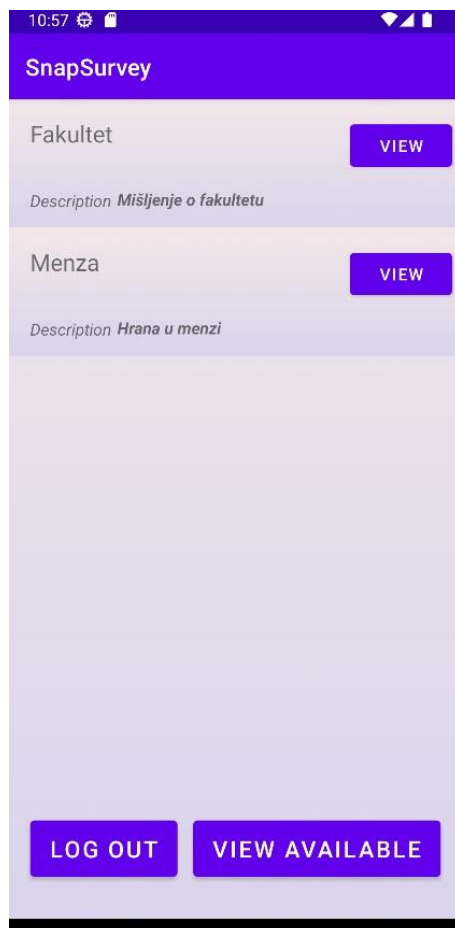 10:57
SnapSurvey
Fakultet
VIEW
Description Mišljenje o fakultetu
Menza
VIEW
Description Hrana u menzi
LOG OUT VIEW AVAILABLE